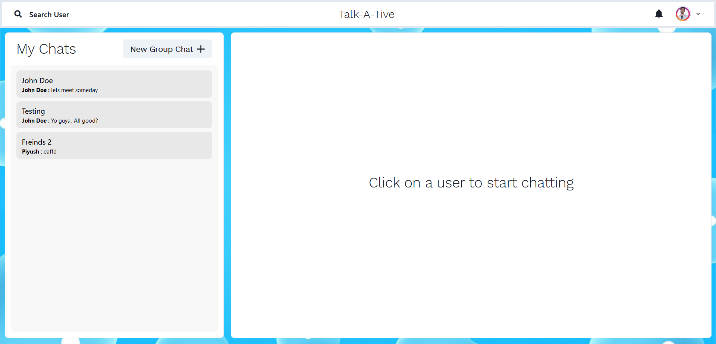 Search User
Talk-A-Tive
My Chats
New Group Chat +
John Doe
John Doe : lets meet someday
Testing
John Doe : Yo guys . All good?
Freinds 2
Piyush : caffd
Click on a user to start chatting